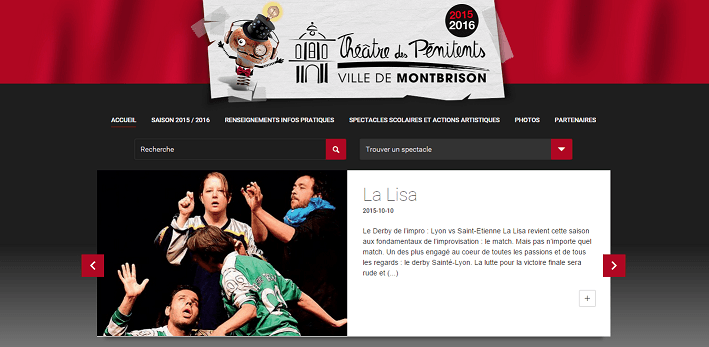 2015
2016
Théâtre des Pénitents
VILLE DE MONTBRISON
ACCUEIL SAISON 2015 / 2016 RENSEIGNEMENTS INFOS PRATIQUES SPECTACLES SCOLAIRES ET ACTIONS ARTISTIQUES PHOTOS PARTENAIRES
Recherche Trouver un spectacle
La Lisa
2015-10-10
Le Derby de l'impro : Lyon vs Saint-Etienne La Lisa revient cette saison
aux fondamentaux de l'improvisation : le match. Mais pas n'importe quel
match. Un des plus engagé au coeur de toutes les passions et de tous
les regards : le derby Sainté-Lyon. La lutte pour la victoire finale sera
rude et (...)
+